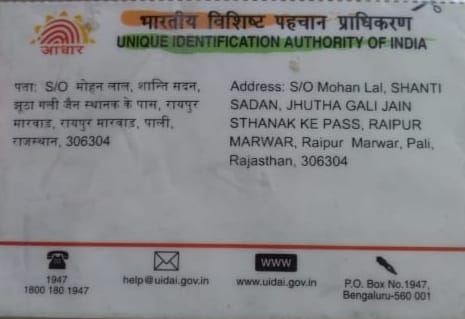 भारतीय विशिष्ट पहचान प्राधिकरण
UNIQUE IDENTIFICATION AUTHORITY OF INDIA
आधार
पता: S/O मोहन लाल, शान्ति सदन,
झूठा गली जैन स्थानक के पास, रायपुर
मारवाड, रायपुर मारवाड, पाली,
राजस्थान, 306304
Address: S/O Mohan Lal, SHANTI
SADAN, JHUTHA GALI JAIN
STHANAK KE PASS, RAIPUR
MARWAR, Raipur Marwar, Pali,
Rajasthan, 306304
1947
1800 180 1947
help@uidai.gov.in
WWW
www.uidai.gov.in
P.O. Box No.1947,
Bengaluru-560 001